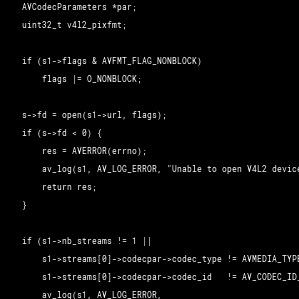 AVCodecParameters *par;
uint32_t v4l2_pixfmt;
if (s1->flags & AVFMT_FLAG_NONBLOCK)
flags |= O_NONBLOCK;
s->fd = open(s1->url, flags);
if (s->fd < 0) {
res = AVERROR(errno);
av_log(s1, AV_LOG_ERROR, "Unable to open V4L2 device
return res;
}
if (s1->nb_streams != 1 ||
s1->streams[0]->codecpar->codec_type != AVMEDIA_TYPE
s1->streams[0]->codecpar->codec_id != AV_CODEC_ID_
av_log(s1, AV_LOG_ERROR,